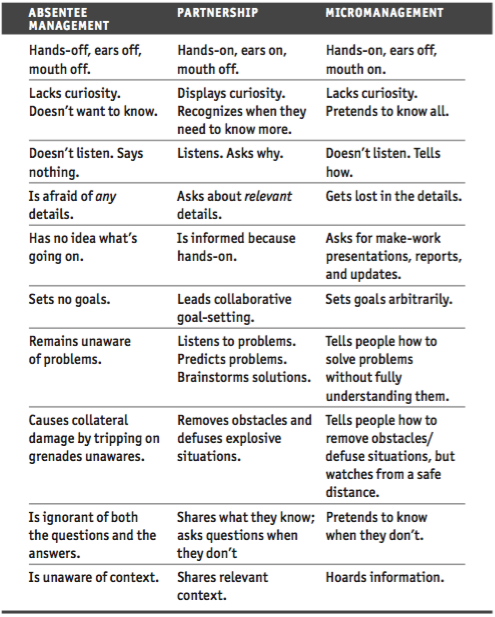 ABSENTEE MANAGEMENT PARTNERSHIP MICROMANAGEMENT
Hands-off, ears off, mouth off. Hands-on, ears on, mouth off. Hands-on, ears off, mouth on.
Lacks curiosity. Doesn't want to know. Displays curiosity. Recognizes when they need to know more. Lacks curiosity. Pretends to know all.
Doesn't listen. Says nothing. Listens. Asks why. Doesn't listen. Tells how.
Is afraid of any details. Asks about relevant details. Gets lost in the details.
Has no idea what's going on. Is informed because hands-on. Asks for make-work presentations, reports, and updates.
Sets no goals. Leads collaborative goal-setting. Sets goals arbitrarily.
Remains unaware of problems. Listens to problems. Predicts problems. Brainstorms solutions. Tells people how to solve problems without fully understanding them.
Causes collateral damage by tripping on grenades unawares. Removes obstacles and defuses explosive situations. Tells people how to remove obstacles/ defuse situations, but watches from a safe distance.
Is ignorant of both the questions and the answers. Shares what they know; asks questions when they don't Pretends to know when they don't.
Is unaware of context. Shares relevant context. Hoards information.